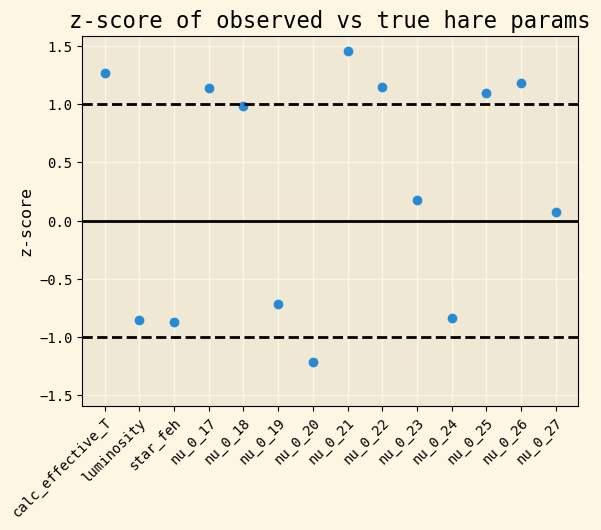 z-score of observed vs true hare params
z-score
1.5
1.0
0.5
0.0
−0.5
−1.0
−1.5
calc_effective_T
luminosity
star_feh
nu_0_17
nu_0_18
nu_0_19
nu_0_20
nu_0_21
nu_0_22
nu_0_23
nu_0_24
nu_0_25
nu_0_26
nu_0_27